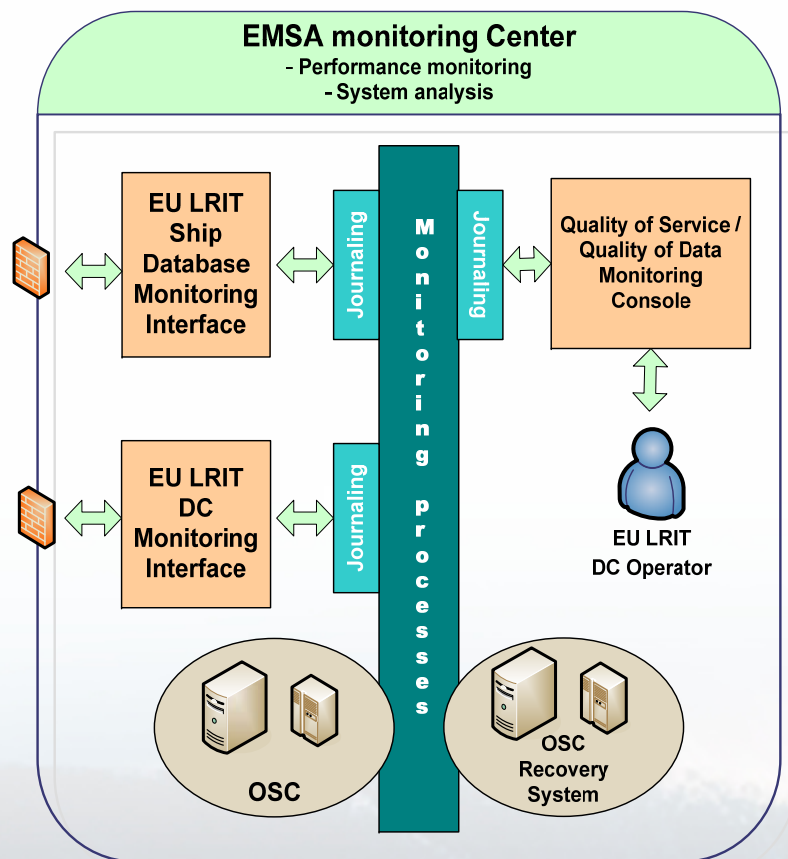 EMSA monitoring Center
- Performance monitoring
- System analysis
EU LRIT
Ship
Database
Monitoring
Interface
Journaling
Monitoring processes
Journaling
Quality of Service /
Quality of Data
Monitoring
Console
EU LRIT
DC
Monitoring
Interface
Journaling
EU LRIT
DC Operator
OSC
OSC
Recovery
System